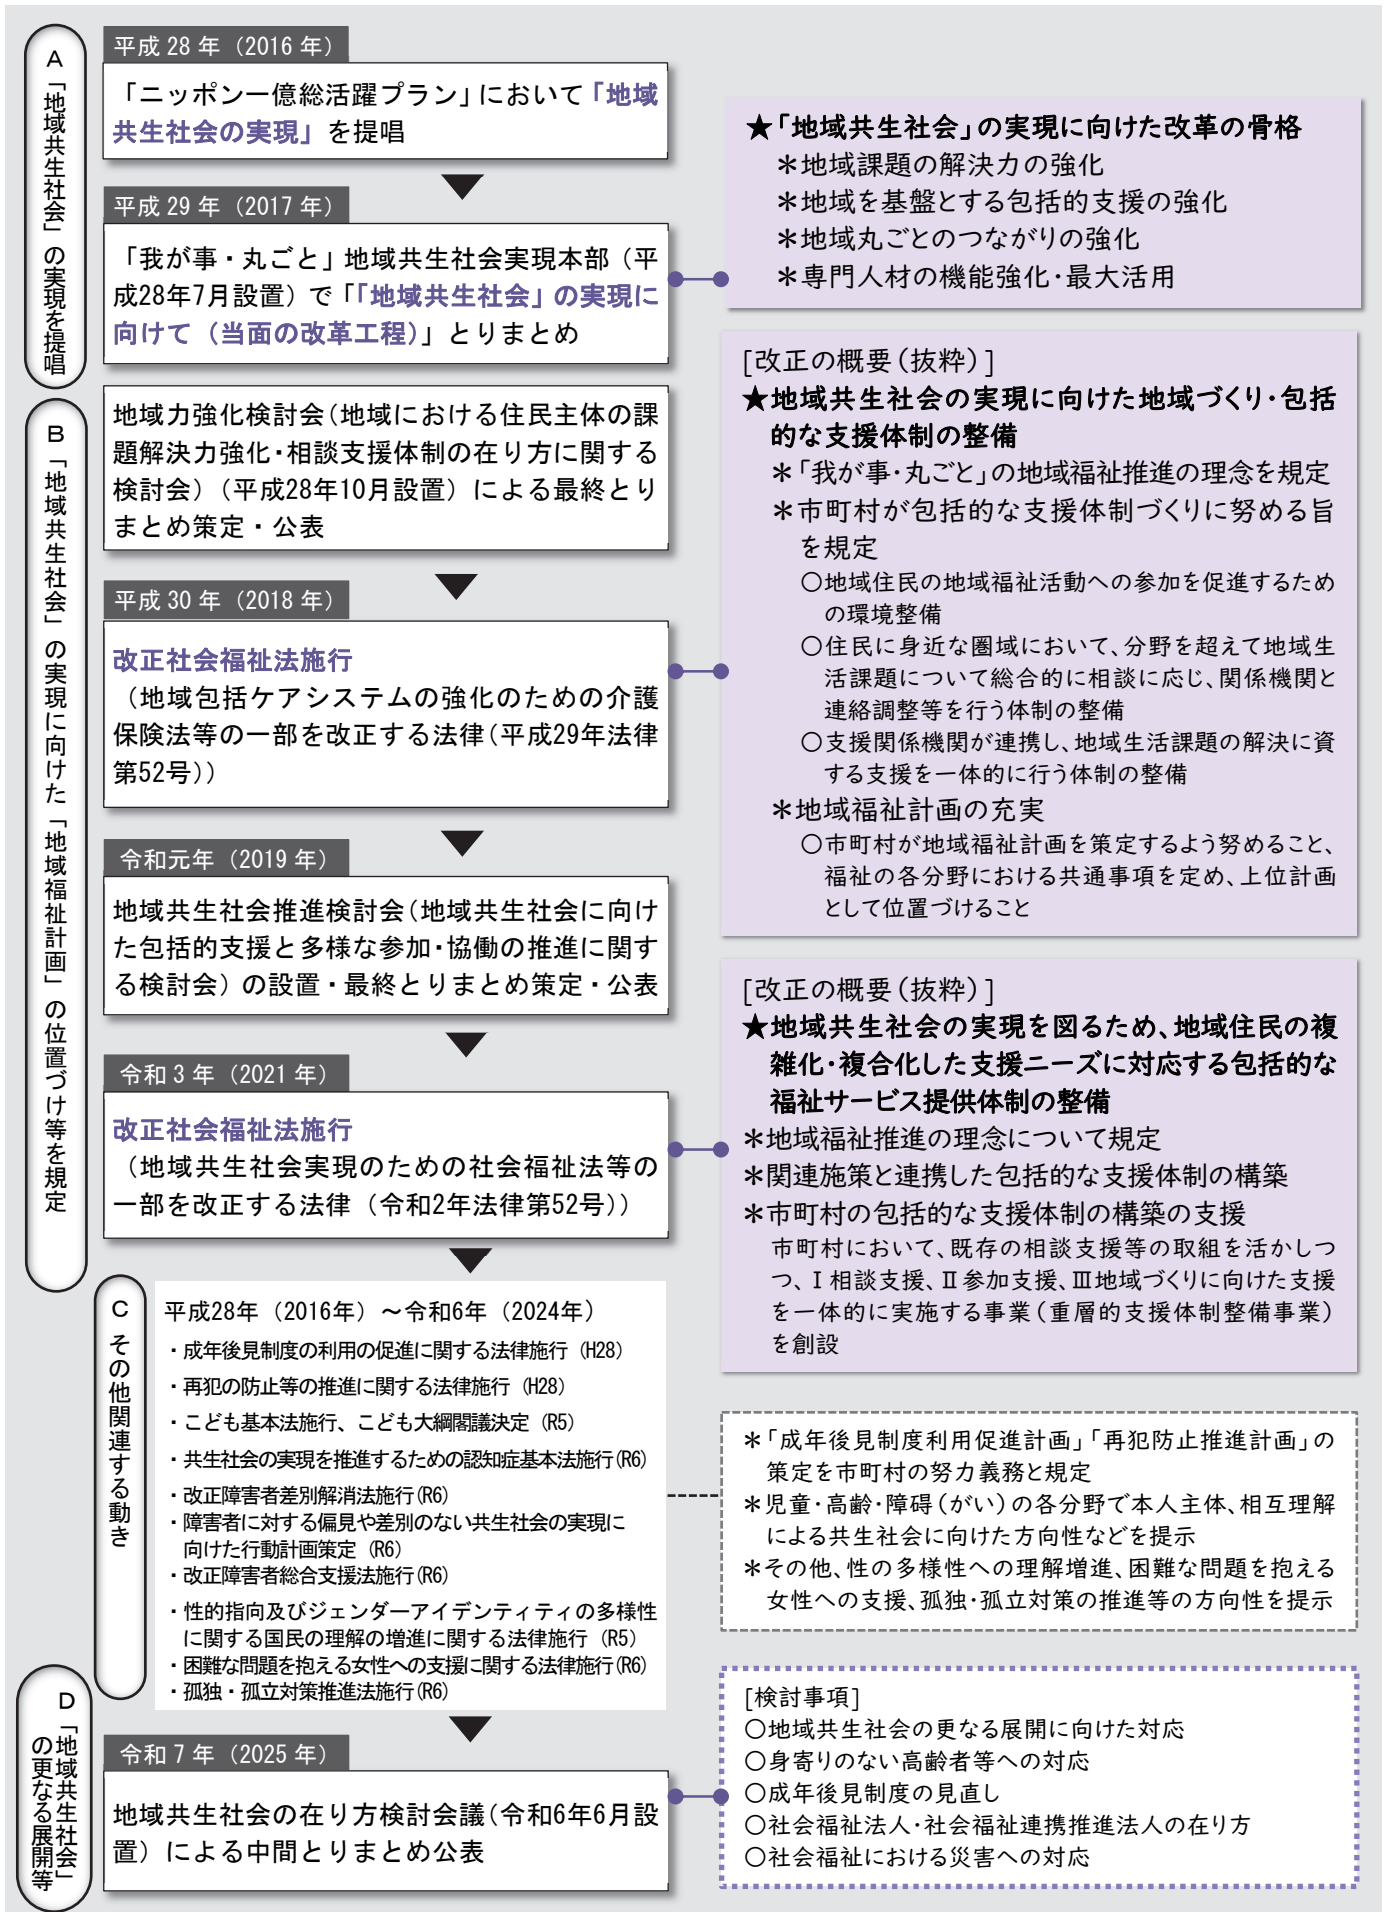 A「地域共生社会」の実現を提唱
平成 28 年（2016 年）
「ニッポン一億総活躍プラン」において「地域
共生社会の実現」を提唱
平成 29 年（2017 年）
「我が事・丸ごと」地域共生社会実現本部（平
成28年7月設置）で「「地域共生社会」の実現に
向けて（当面の改革工程）」とりまとめ
★「地域共生社会」の実現に向けた改革の骨格
＊地域課題の解決力の強化
＊地域を基盤とする包括的支援の強化
＊地域丸ごとのつながりの強化
＊専門人材の機能強化・最大活用
B「地域共生社会」の実現に向けた「地域福祉計画」の位置づけ等を規定
地域力強化検討会（地域における住民主体の課
題解決力強化・相談支援体制の在り方に関する
検討会）（平成28年10月設置）による最終とり
まとめ策定・公表
平成 30 年（2018 年）
改正社会福祉法施行
（地域包括ケアシステムの強化のための介護
保険法等の一部を改正する法律（平成29年法律
第52号））
[改正の概要（抜粋）]
★地域共生社会の実現に向けた地域づくり・包括
的な支援体制の整備
＊「我が事・丸ごと」の地域福祉推進の理念を規定
＊市町村が包括的な支援体制づくりに努める旨
を規定
○地域住民の地域福祉活動への参加を促進するため
の環境整備
○住民に身近な圏域において、分野を超えて地域生
活課題について総合的に相談に応じ、関係機関と
連絡調整等を行う体制の整備
○支援関係機関が連携し、地域生活課題の解決に資
する支援を一体的に行う体制の整備
＊地域福祉計画の充実
○市町村が地域福祉計画を策定するよう努めること、
福祉の各分野における共通事項を定め、上位計画
として位置づけること
令和元年（2019 年）
地域共生社会推進検討会（地域共生社会に向け
た包括的支援と多様な参加・協働の推進に関す
る検討会）の設置・最終とりまとめ策定・公表
令和 3 年（2021 年）
改正社会福祉法施行
（地域共生社会実現のための社会福祉法等の
一部を改正する法律（令和2年法律第52号））
[改正の概要（抜粋）]
★地域共生社会の実現を図るため、地域住民の複
雑化・複合化した支援ニーズに対応する包括的な
福祉サービス提供体制の整備
＊地域福祉推進の理念について規定
＊関連施策と連携した包括的な支援体制の構築
＊市町村の包括的な支援体制の構築の支援
市町村において、既存の相談支援等の取組を活かしつ
つ、Ⅰ相談支援、Ⅱ参加支援、Ⅲ地域づくりに向けた支援
を一体的に実施する事業（重層的支援体制整備事業）
を創設
C その他関連する動き
平成28年（2016年）～令和6年（2024年）
・成年後見制度の利用の促進に関する法律施行（H28）
・再犯の防止等の推進に関する法律施行（H28）
・こども基本法施行、こども大綱閣議決定（R5）
・共生社会の実現を推進するための認知症基本法施行（R6）
・改正障害者差別解消法施行（R6）
・障害者に対する偏見や差別のない共生社会の実現に
向けた行動計画策定（R6）
・改正障害者総合支援法施行（R6）
・性的指向及びジェンダーアイデンティティの多様性
に関する国民の理解の増進に関する法律施行（R5）
・困難な問題を抱える女性への支援に関する法律施行（R6）
・孤独・孤立対策推進法施行（R6）
＊「成年後見制度利用促進計画」「再犯防止推進計画」の
策定を市町村の努力義務と規定
＊児童・高齢・障碍（がい）の各分野で本人主体、相互理解
による共生社会に向けた方向性などを提示
＊その他、性の多様性への理解増進、困難な問題を抱える
女性への支援、孤独・孤立対策の推進等の方向性を提示
D「地域共生社会」
の更なる展開等
令和 7 年（2025 年）
地域共生社会の在り方検討会議（令和6年6月設
置）による中間とりまとめ公表
[検討事項]
○地域共生社会の更なる展開に向けた対応
○身寄りのない高齢者等への対応
○成年後見制度の見直し
○社会福祉法人・社会福祉連携推進法人の在り方
○社会福祉における災害への対応